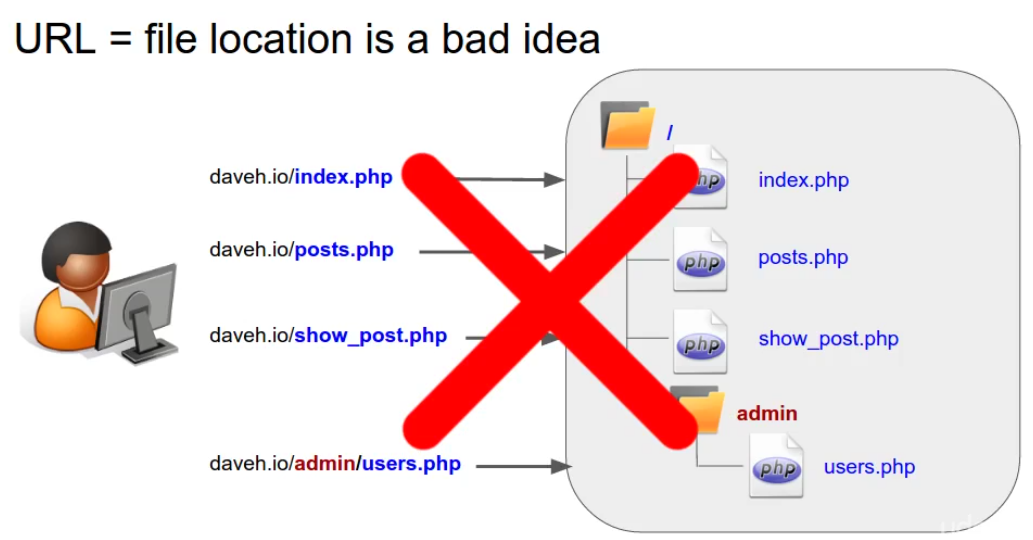 URL = file location is a bad idea
/
daveh.io/index.php
php
index.php
daveh.io/posts.php
php
posts.php
daveh.io/show_post.php
php
show_post.php
admin
daveh.io/admin/users.php
php
users.php